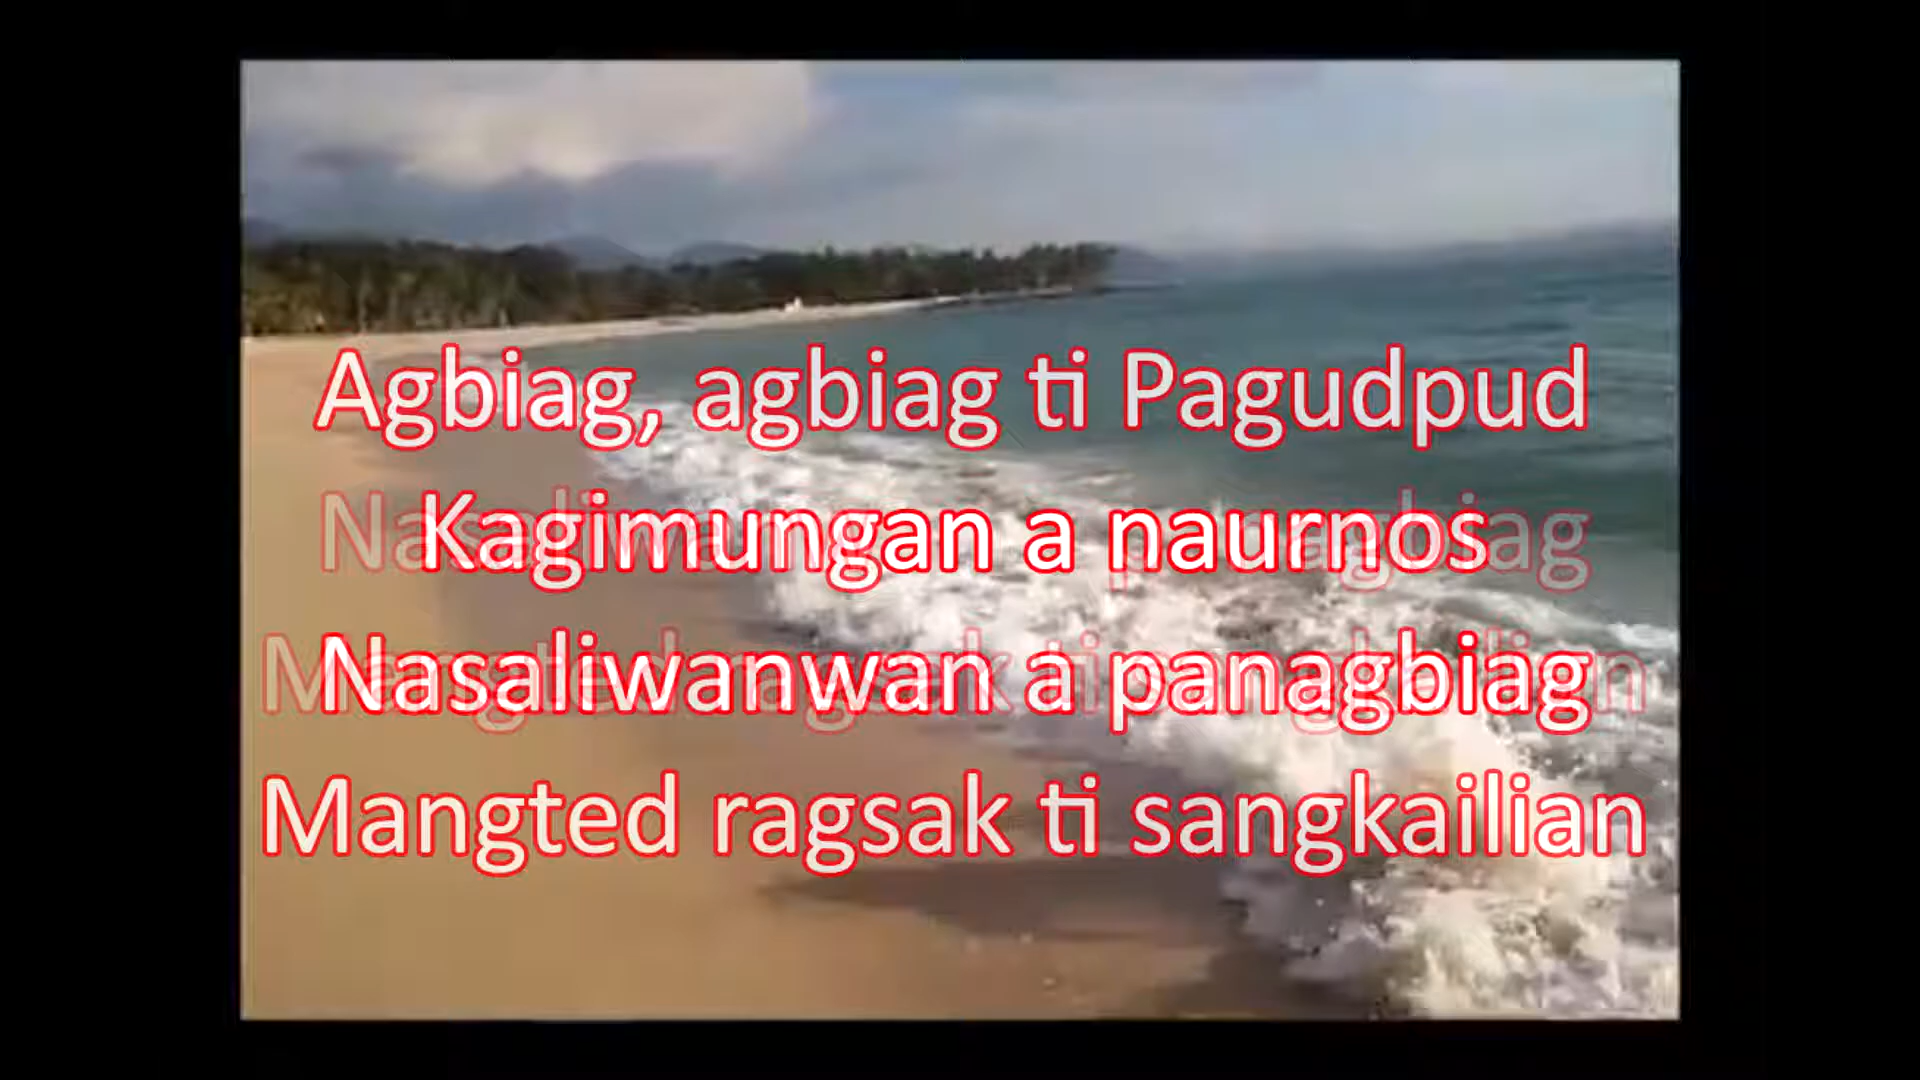 Agbiag, agbiag ti Pagudpud
Kagimungan a naurnos
Nasaliwanwan a panagbiag
Mangted ragsak ti sangkailian